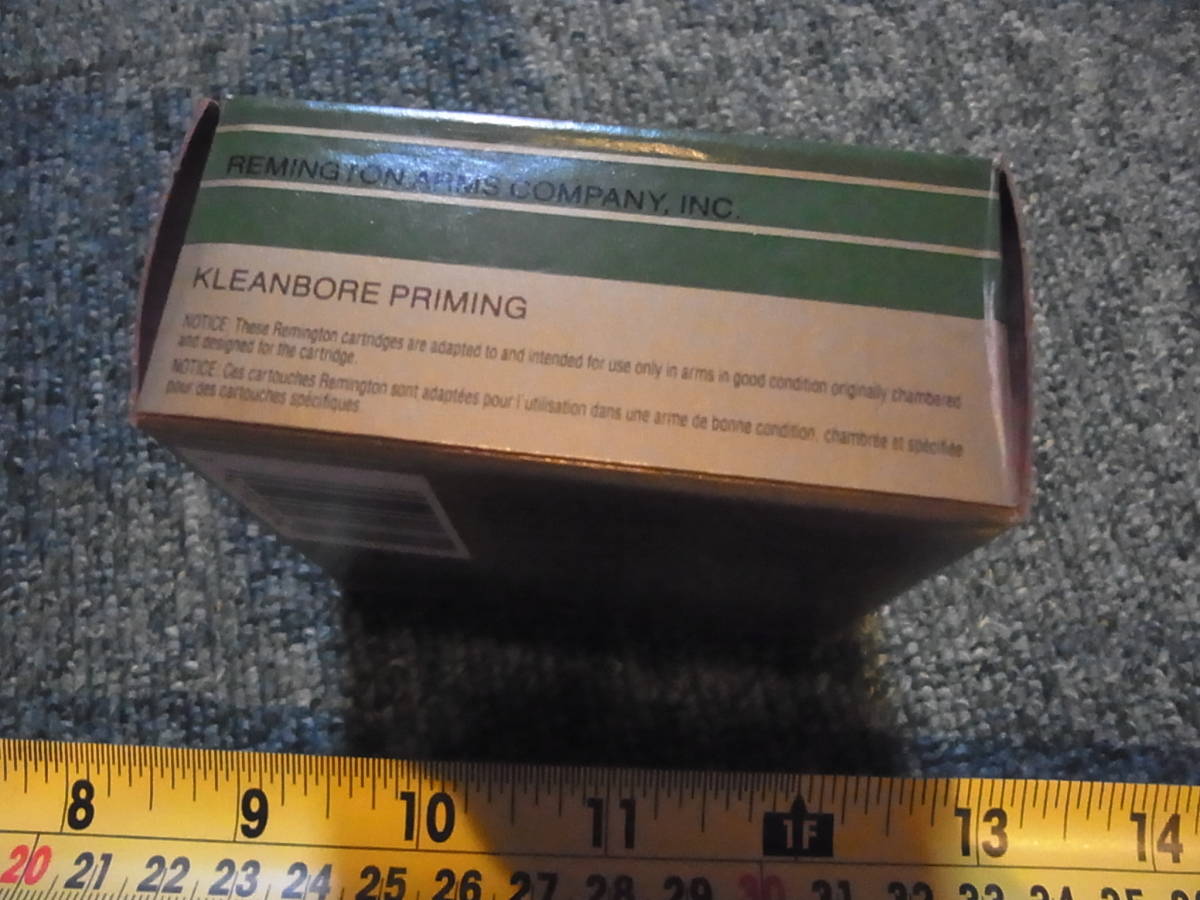 REMINGTON ARMS COMPANY, INC.
KLEANBORE PRIMING
NOTICE: These Remington cartridges are adapted to and intended for use only in arms in good condition originally chambered
and designed for the cartridge.
NOTICE: Ces cartouches Remington sont adaptées pour l'utilisation dans une arme de bonne condition, chambrée et spécifiée
pour des cartouches spécifiques
8 9 10 11 1F 13 14
20 21 22 23 24 25 26 27 28 29 30 31 32 33 34 35